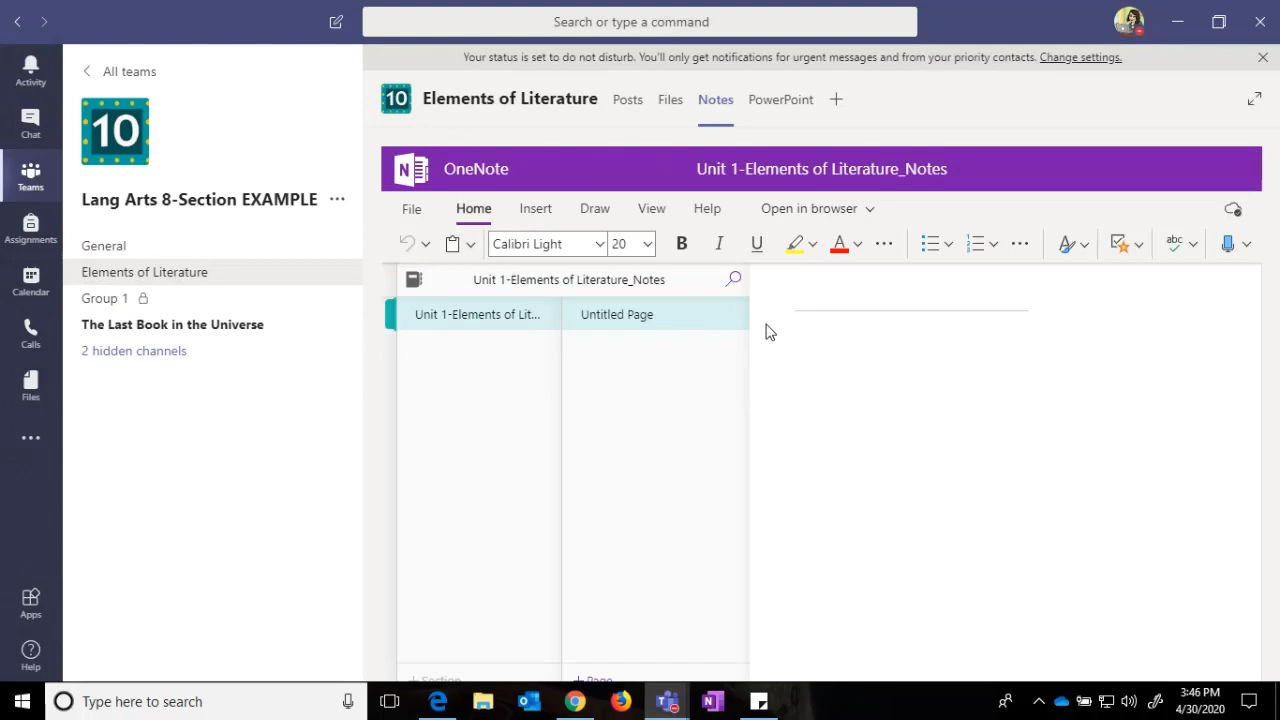 Search or type a command
Activity
Chat
Teams
Assignments
Calendar
Calls
Files
Apps
Help
All teams
10
Lang Arts 8-Section EXAMPLE
General
Elements of Literature
Group 1
The Last Book in the Universe
2 hidden channels
Your status is set to do not disturb. You'll only get notifications for urgent messages and from your priority contacts. Change settings.
10 Elements of Literature Posts Files Notes PowerPoint
N OneNote Unit 1-Elements of Literature_Notes
File Home Insert Draw View Help Open in browser
Calibri Light 20 B I U A abc
Unit 1-Elements of Literature_Notes
Unit 1-Elements of Lit... Untitled Page
+ Section + Page
Type here to search
3:46 PM
4/30/2020